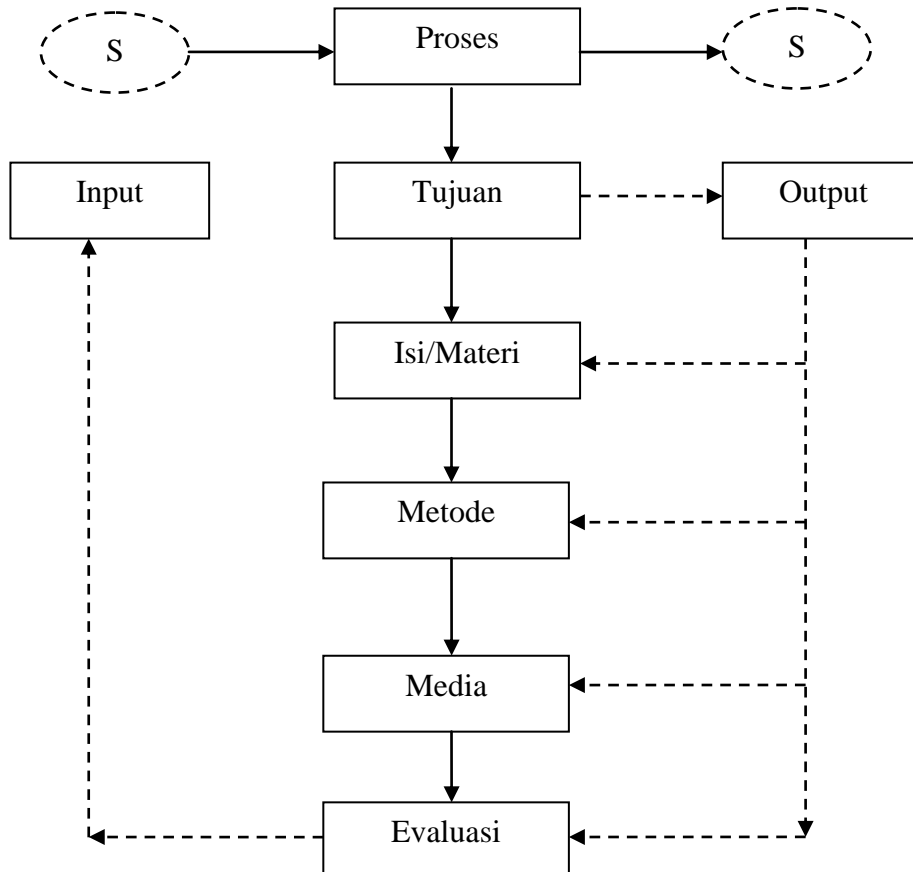 S
Proses
S
Input
Tujuan
Output
Isi/Materi
Metode
Media
Evaluasi